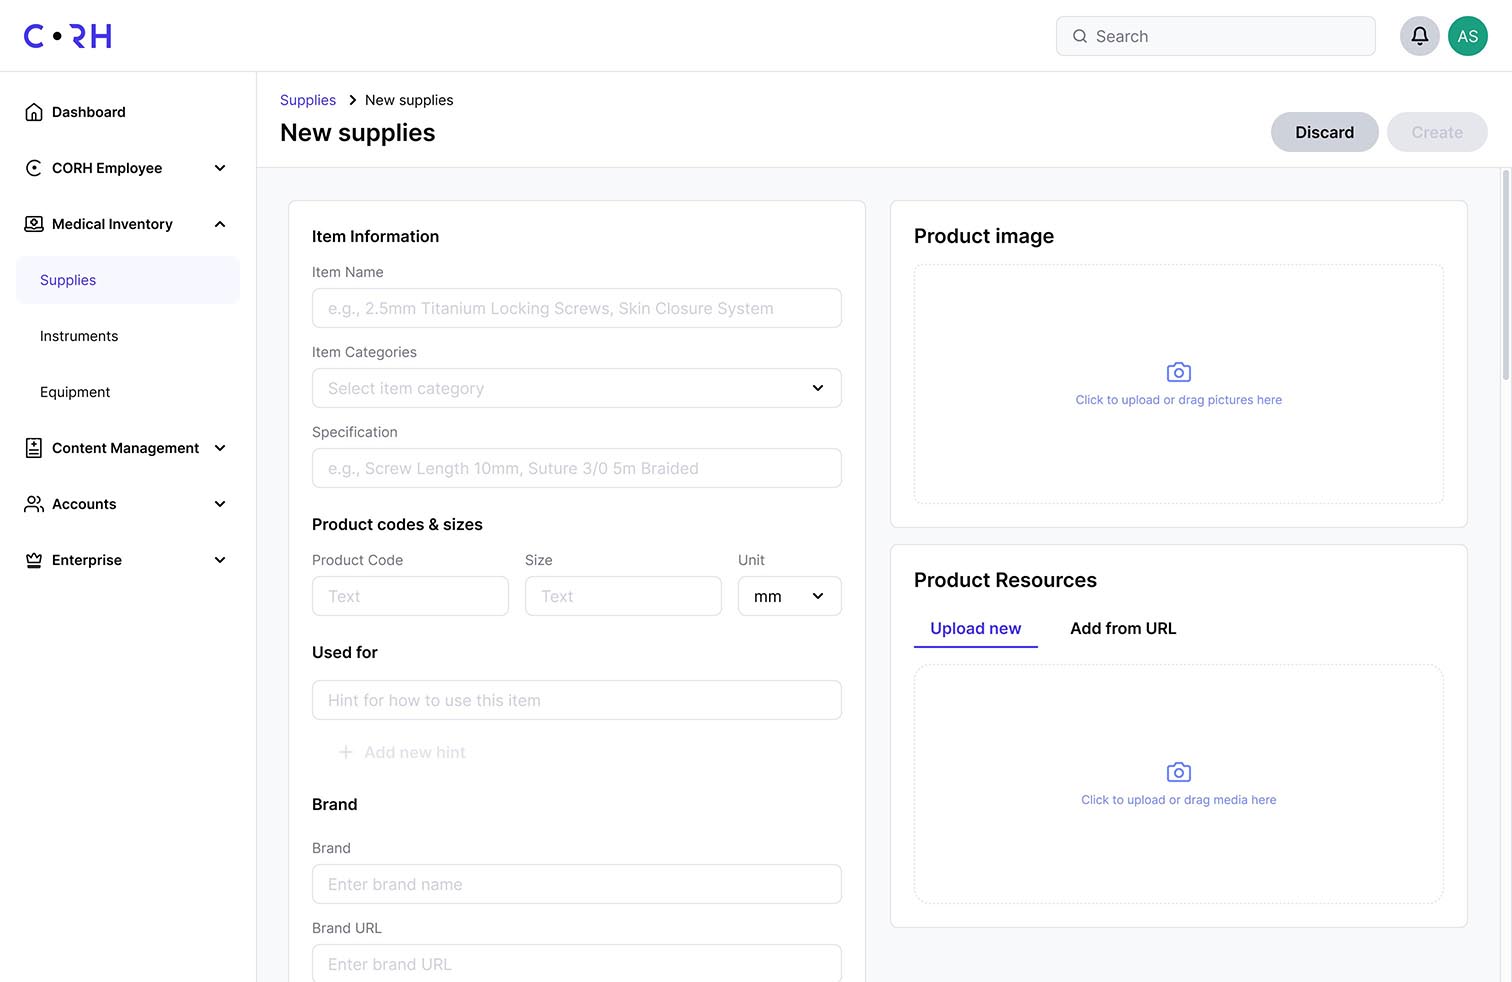 CORH
Search
AS
Dashboard
CORH Employee
Medical Inventory
Supplies
Instruments
Equipment
Content Management
Accounts
Enterprise
Supplies > New supplies
New supplies
Discard
Create
Item Information
Item Name
e.g., 2.5mm Titanium Locking Screws, Skin Closure System
Item Categories
Select item category
Specification
e.g., Screw Length 10mm, Suture 3/0 5m Braided
Product codes & sizes
Product Code Size Unit
Text Text mm
Used for
Hint for how to use this item
+ Add new hint
Brand
Brand
Enter brand name
Brand URL
Enter brand URL
Product image
Click to upload or drag pictures here
Product Resources
Upload new Add from URL
Click to upload or drag media here